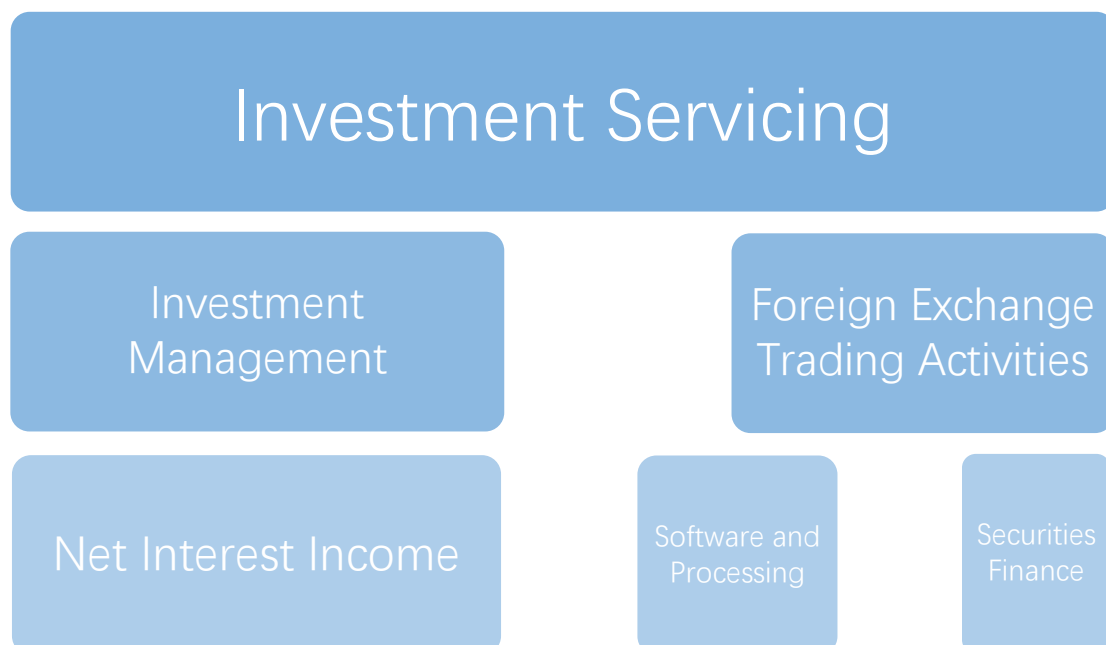 Investment Servicing
Investment
Management
Foreign Exchange
Trading Activities
Net Interest Income
Software and
Processing
Securities
Finance